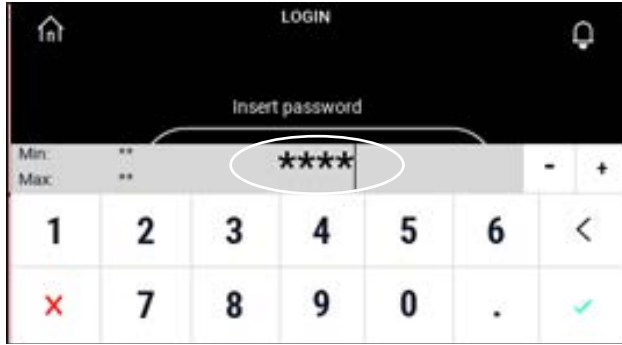 LOGIN
Insert password
Min: ** ****
Max: ** - +
1 2 3 4 5 6 <
× 7 8 9 0 . ✓